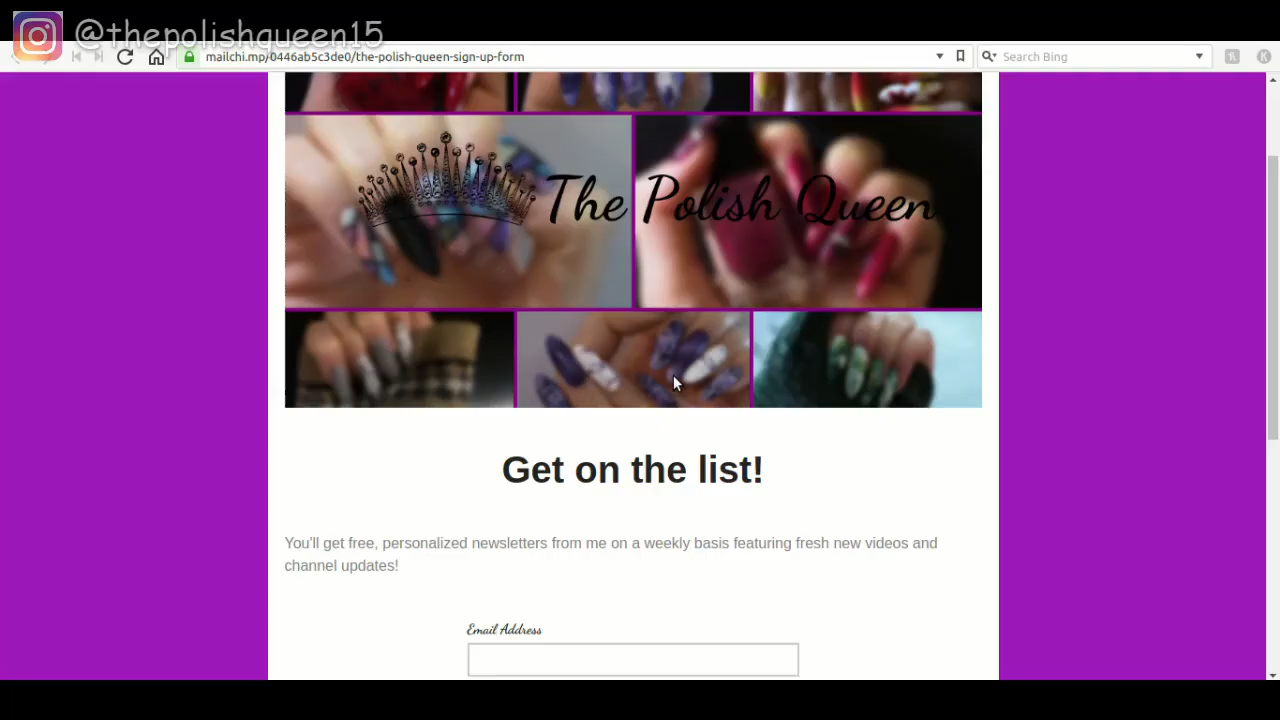 @thepolishqueen15
mailchi.mp/0446ab5c3de0/the-polish-queen-sign-up-form
Search Bing
The Polish Queen
Get on the list!
You'll get free, personalized newsletters from me on a weekly basis featuring fresh new videos and
channel updates!
Email Address